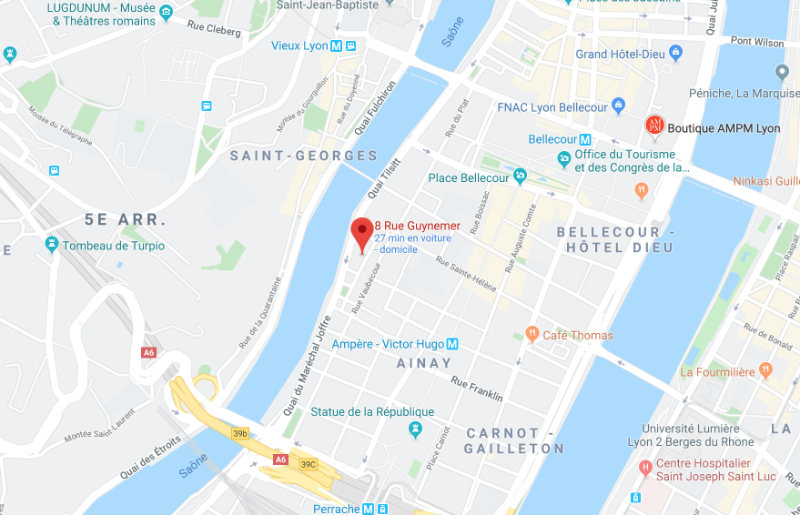 LUGDUNUM - Musée
& Théâtres romains
Saint-Jean-Baptiste
Rue Cleberg
Vieux Lyon M
Saône
Quai Ju
Pont Wilson
Grand Hôtel-Dieu
Péniche, La Marquise
FNAC Lyon Bellecour
AM
PM
Boutique AMPM Lyon
Bellecour M
Office du Tourisme
et des Congrès de la...
Place Bellecour
Ninkasi Guille
Montée du Télégraphe
Montée du Gourguillon
Rue du Doyenné
Quai Fulchiron
Rue du Plat
SAINT-GEORGES
Quai Tilsitt
Rue Boissac
Rue Auguste Comte
5E ARR.
Tombeau de Turpio
E
8 Rue Guynemer
27 min en voiture
- domicile
BELLECOUR -
HÔTEL DIEU
Quai Raspail
Rue Sainte-Hélène
Rue Vaubecour
Rue de la Quarantaine
Quai du Maréchal Joffre
Ampère - Victor Hugo M
Café Thomas
Rue de Bonald
A6
AINAY
La Fourmilière
Rue Franklin
Statue de la République
Place Carnot
CARNOT -
GAILLETON
Université Lumière
Lyon 2 Berges du Rhone
LA
Montée Saint-Laurent
Quai des Étroits
Saône
39b
A6
39C
Centre Hospitalier
Saint Joseph Saint Luc
Perrache M